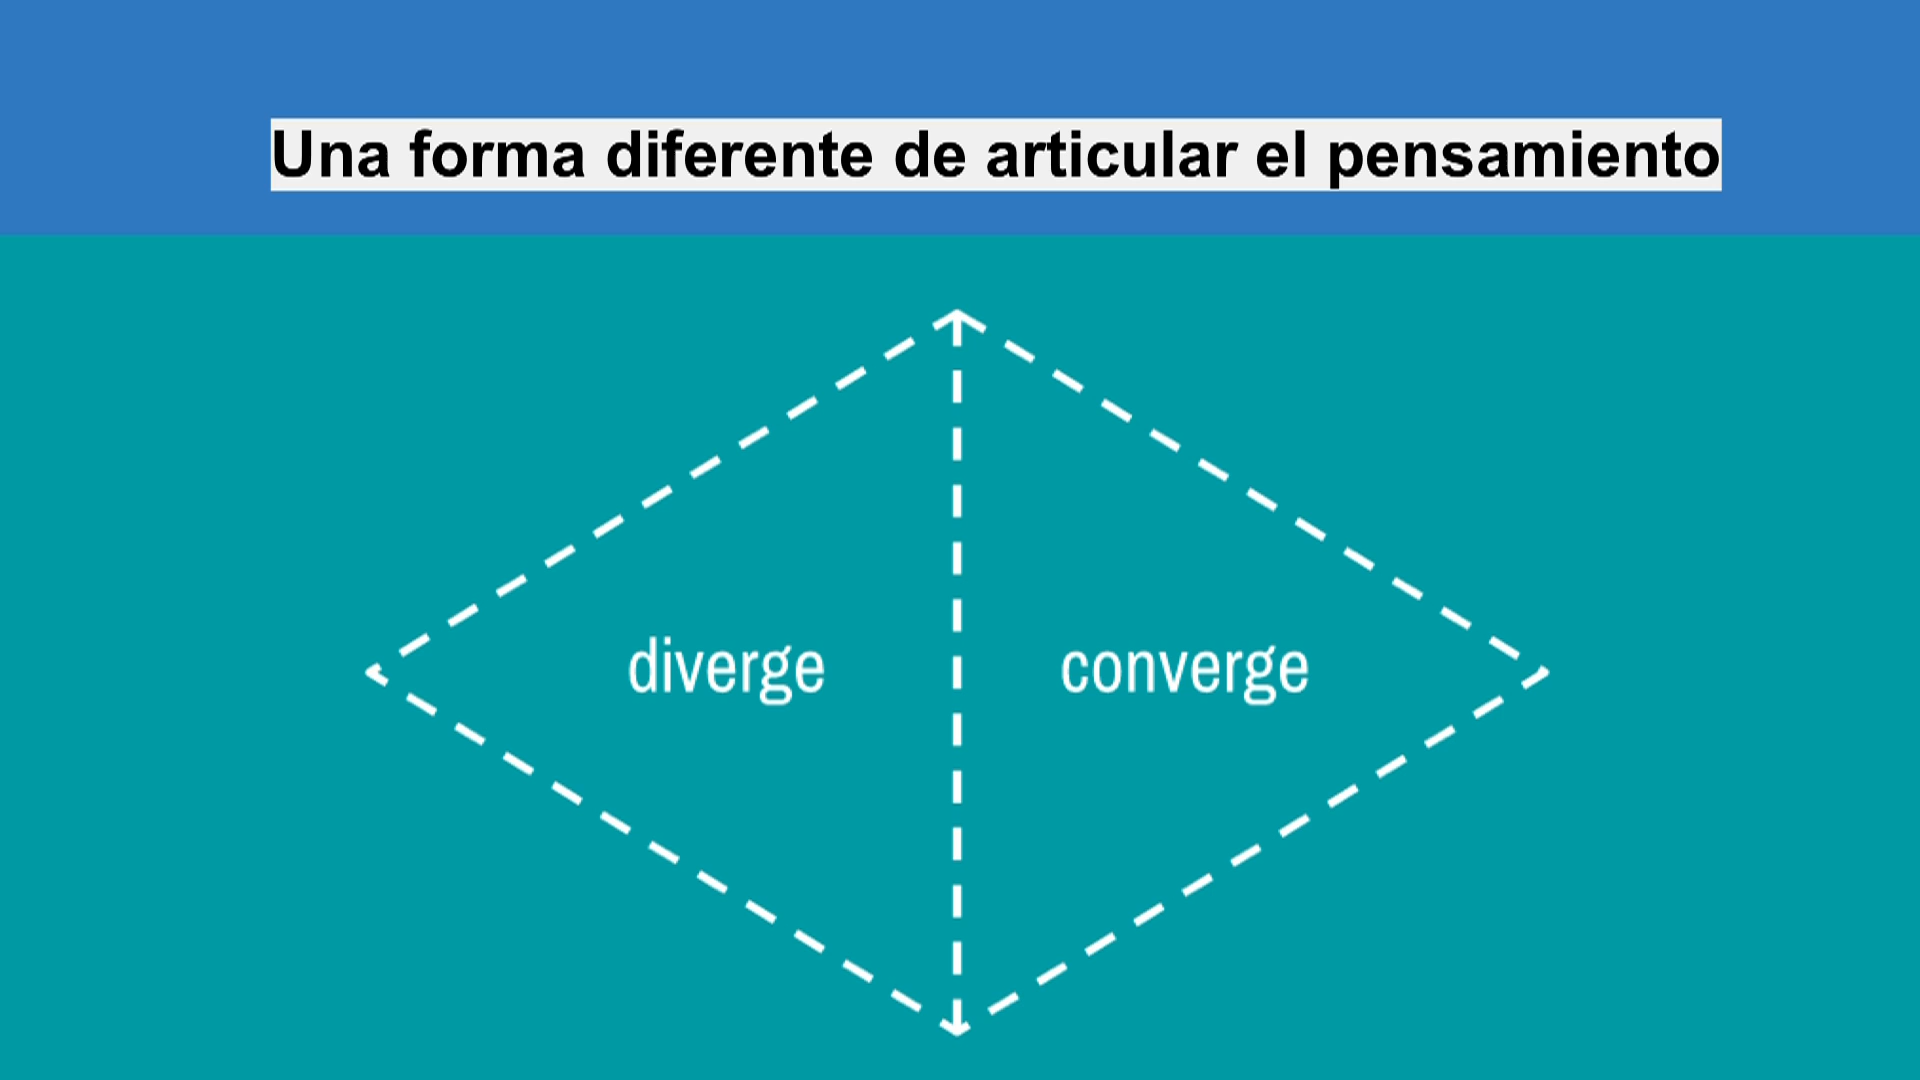 Una forma diferente de articular el pensamiento
diverge
converge